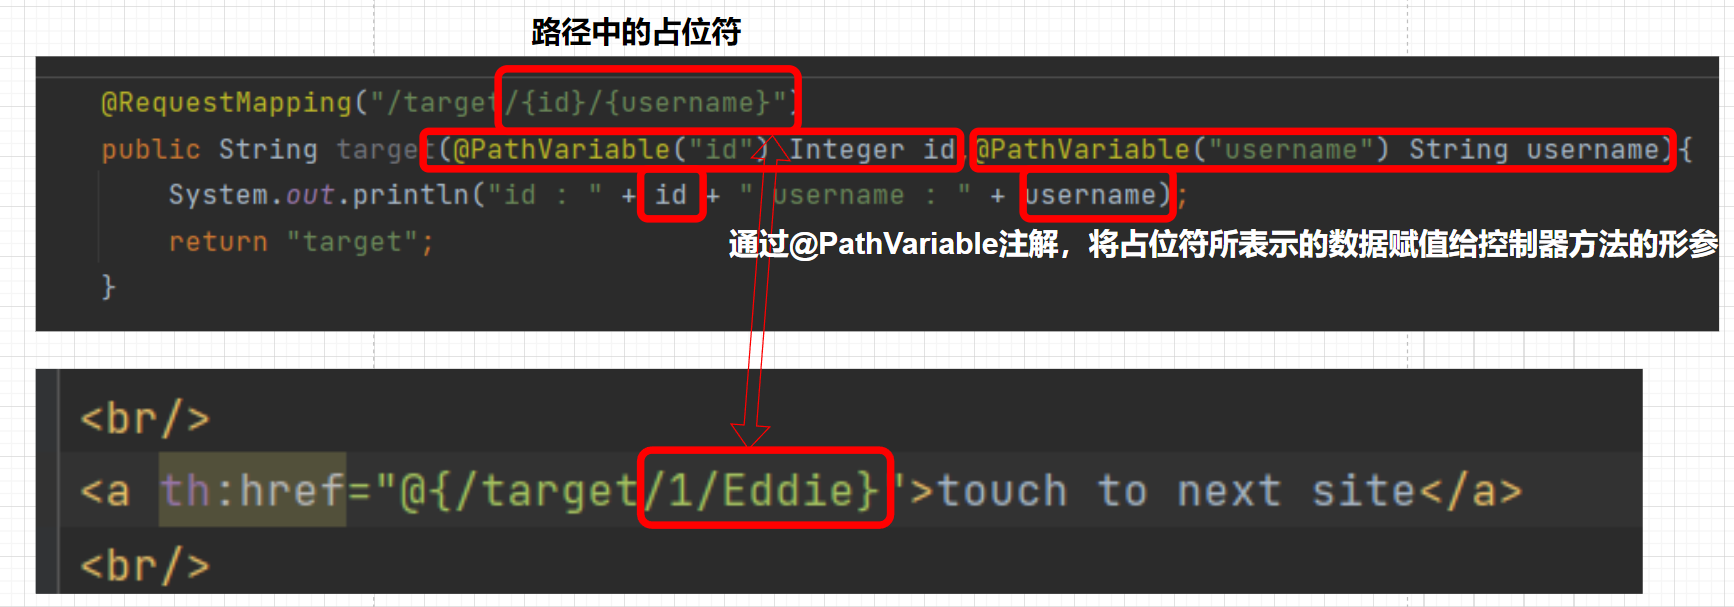 路径中的占位符
@RequestMapping("/target/{id}/{username}")
public String target(@PathVariable("id") Integer id,@PathVariable("username") String username){
System.out.println("id : " + id + " username : " + username);
return "target";
}
通过@PathVariable注解，将占位符所表示的数据赋值给控制器方法的形参
<br/>
<a th:href="@{/target/1/Eddie}">touch to next site</a>
<br/>